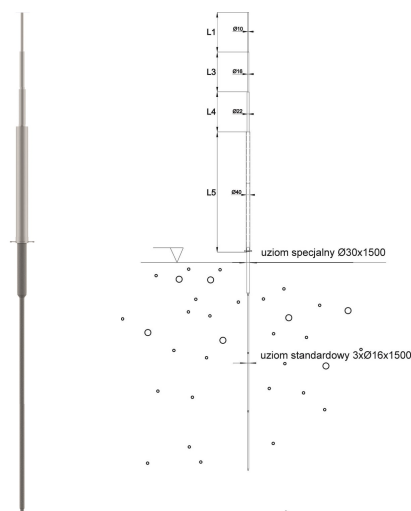 L1
Ø10
L3
Ø16
L4
Ø22
L5
Ø40
uziom specjalny Ø30x1500
uziom standardowy 3xØ16x1500